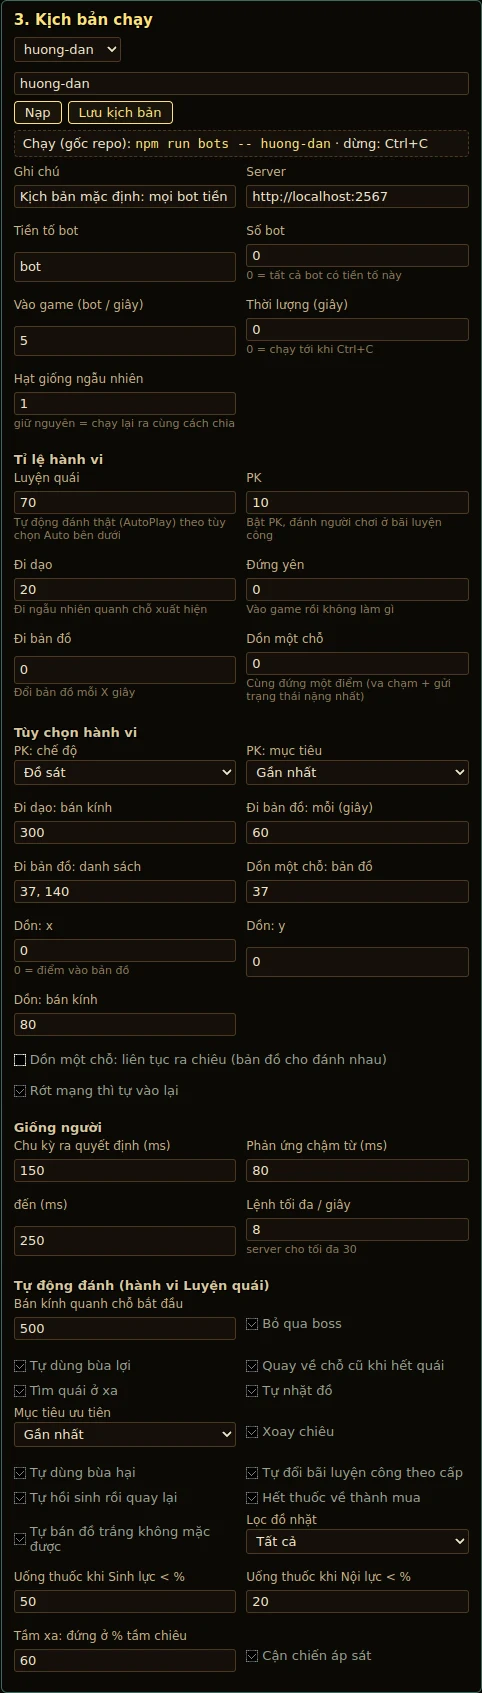 3. Kịch bản chạy
huong-dan
huong-dan
Nạp Lưu kịch bản
Chạy (gốc repo): npm run bots -- huong-dan · dừng: Ctrl+C
Ghi chú Server
Kịch bản mặc định: mọi bot tiền http://localhost:2567
Tiền tố bot Số bot
bot 0
0 = tất cả bot có tiền tố này
Vào game (bot / giây) Thời lượng (giây)
5 0
0 = chạy tới khi Ctrl+C
Hạt giống ngẫu nhiên
1
giữ nguyên = chạy lại ra cùng cách chia
Tỉ lệ hành vi
Luyện quái PK
70 10
Tự động đánh thật (AutoPlay) theo tùy Bật PK, đánh người chơi ở bãi luyện
chọn Auto bên dưới công
Đi dạo Đứng yên
20 0
Đi ngẫu nhiên quanh chỗ xuất hiện Vào game rồi không làm gì
Đi bản đồ Dồn một chỗ
0 0
Đổi bản đồ mỗi X giây Cùng đứng một điểm (va chạm + gửi
trạng thái nặng nhất)
Tùy chọn hành vi
PK: chế độ PK: mục tiêu
Đồ sát Gần nhất
Đi dạo: bán kính Đi bản đồ: mỗi (giây)
300 60
Đi bản đồ: danh sách Dồn một chỗ: bản đồ
37, 140 37
Dồn: x Dồn: y
0 0
0 = điểm vào bản đồ
Dồn: bán kính
80
Dồn một chỗ: liên tục ra chiêu (bản đồ cho đánh nhau)
Rớt mạng thì tự vào lại
Giống người
Chu kỳ ra quyết định (ms) Phản ứng chậm từ (ms)
150 80
đến (ms) Lệnh tối đa / giây
250 8
server cho tối đa 30
Tự động đánh (hành vi Luyện quái)
Bán kính quanh chỗ bắt đầu
500 Bỏ qua boss
Tự dùng bùa lợi Quay về chỗ cũ khi hết quái
Tìm quái ở xa Tự nhặt đồ
Mục tiêu ưu tiên
Gần nhất Xoay chiêu
Tự dùng bùa hại Tự đổi bãi luyện công theo cấp
Tự hồi sinh rồi quay lại Hết thuốc về thành mua
Tự bán đồ trắng không mặc Lọc đồ nhặt
được Tất cả
Uống thuốc khi Sinh lực < % Uống thuốc khi Nội lực < %
50 20
Tầm xa: đứng ở % tầm chiêu
60 Cận chiến áp sát